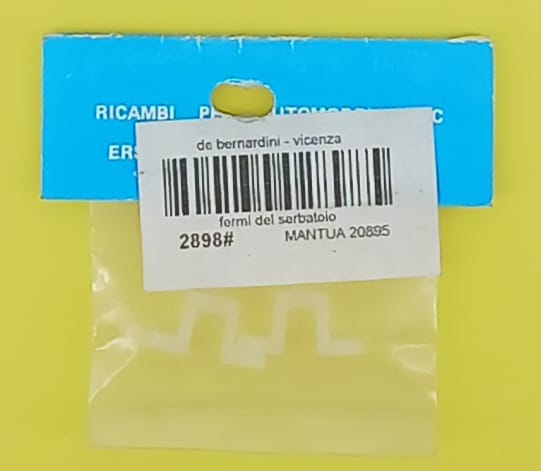 RICAMBI
ERS
de bernardini - vicenza
fermi del serbatoio
2898#
MANTUA 20895